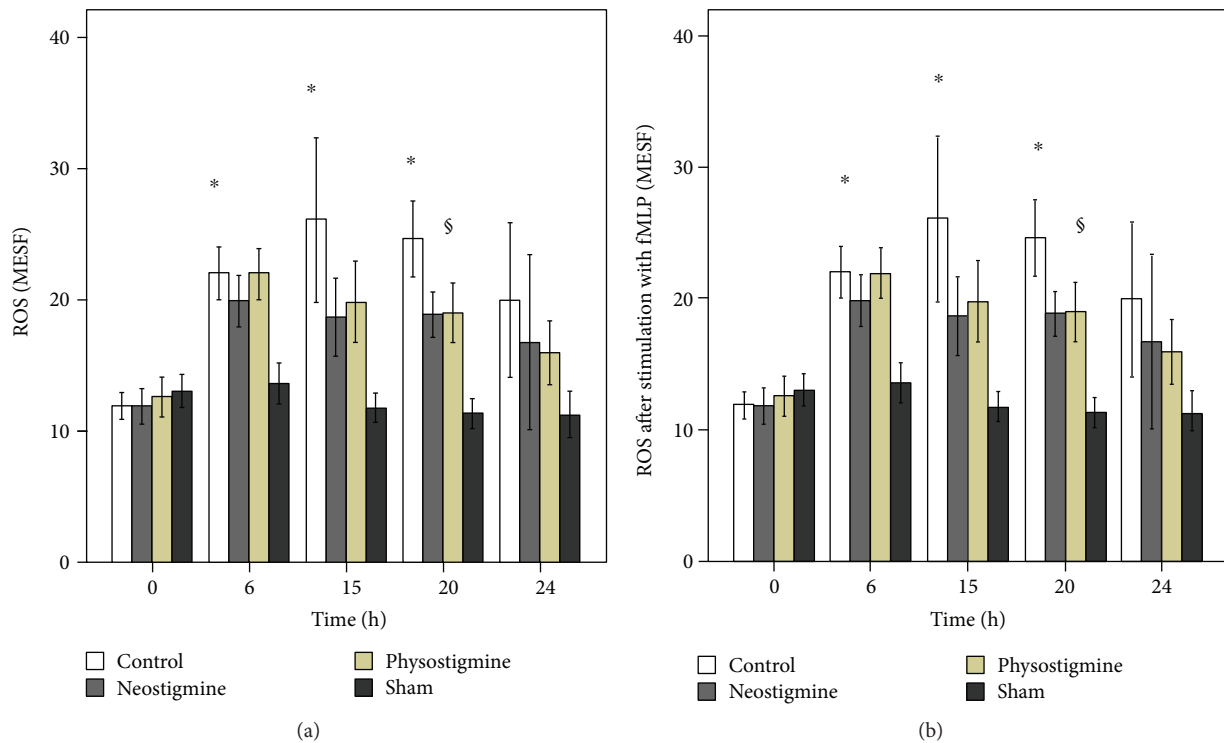 ROS (MESF)
40
30
20
10
0
*
*
*
§
0 6 15 20 24
Time (h)
Control
Physostigmine
Neostigmine
Sham
(a)
ROS after stimulation with fMLP (MESF)
40
30
20
10
0
*
*
*
§
0 6 15 20 24
Time (h)
Control
Physostigmine
Neostigmine
Sham
(b)